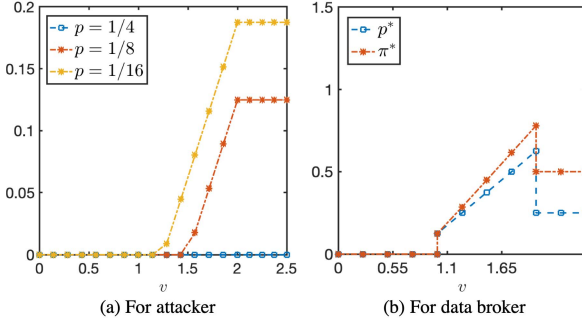 0.2
0.15
0.1
0.05
0
p = 1/4
p = 1/8
p = 1/16
0 0.5 1 1.5 2 2.5
v
(a) For attacker
1.5
1
0.5
0
p*
π*
0 0.55 1.1 1.65
v
(b) For data broker